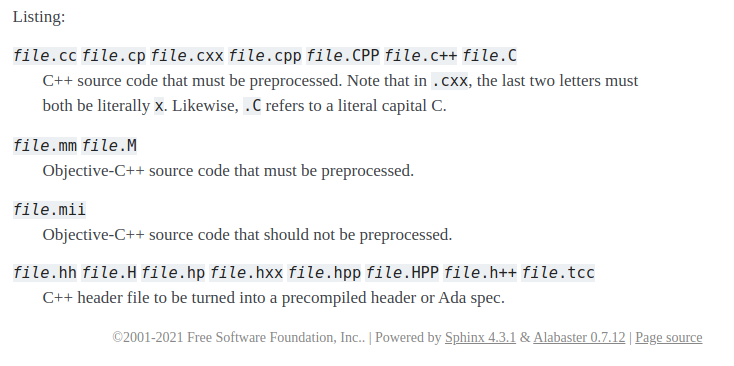 Listing:
file.cc file.cp file.cxx file.cpp file.CPP file.c++ file.C
C++ source code that must be preprocessed. Note that in .cxx, the last two letters must
both be literally x. Likewise, .C refers to a literal capital C.
file.mm file.M
Objective-C++ source code that must be preprocessed.
file.mii
Objective-C++ source code that should not be preprocessed.
file.hh file.H file.hp file.hxx file.hpp file.HPP file.h++ file.tcc
C++ header file to be turned into a precompiled header or Ada spec.
©2001-2021 Free Software Foundation, Inc.. | Powered by Sphinx 4.3.1 & Alabaster 0.7.12 | Page source